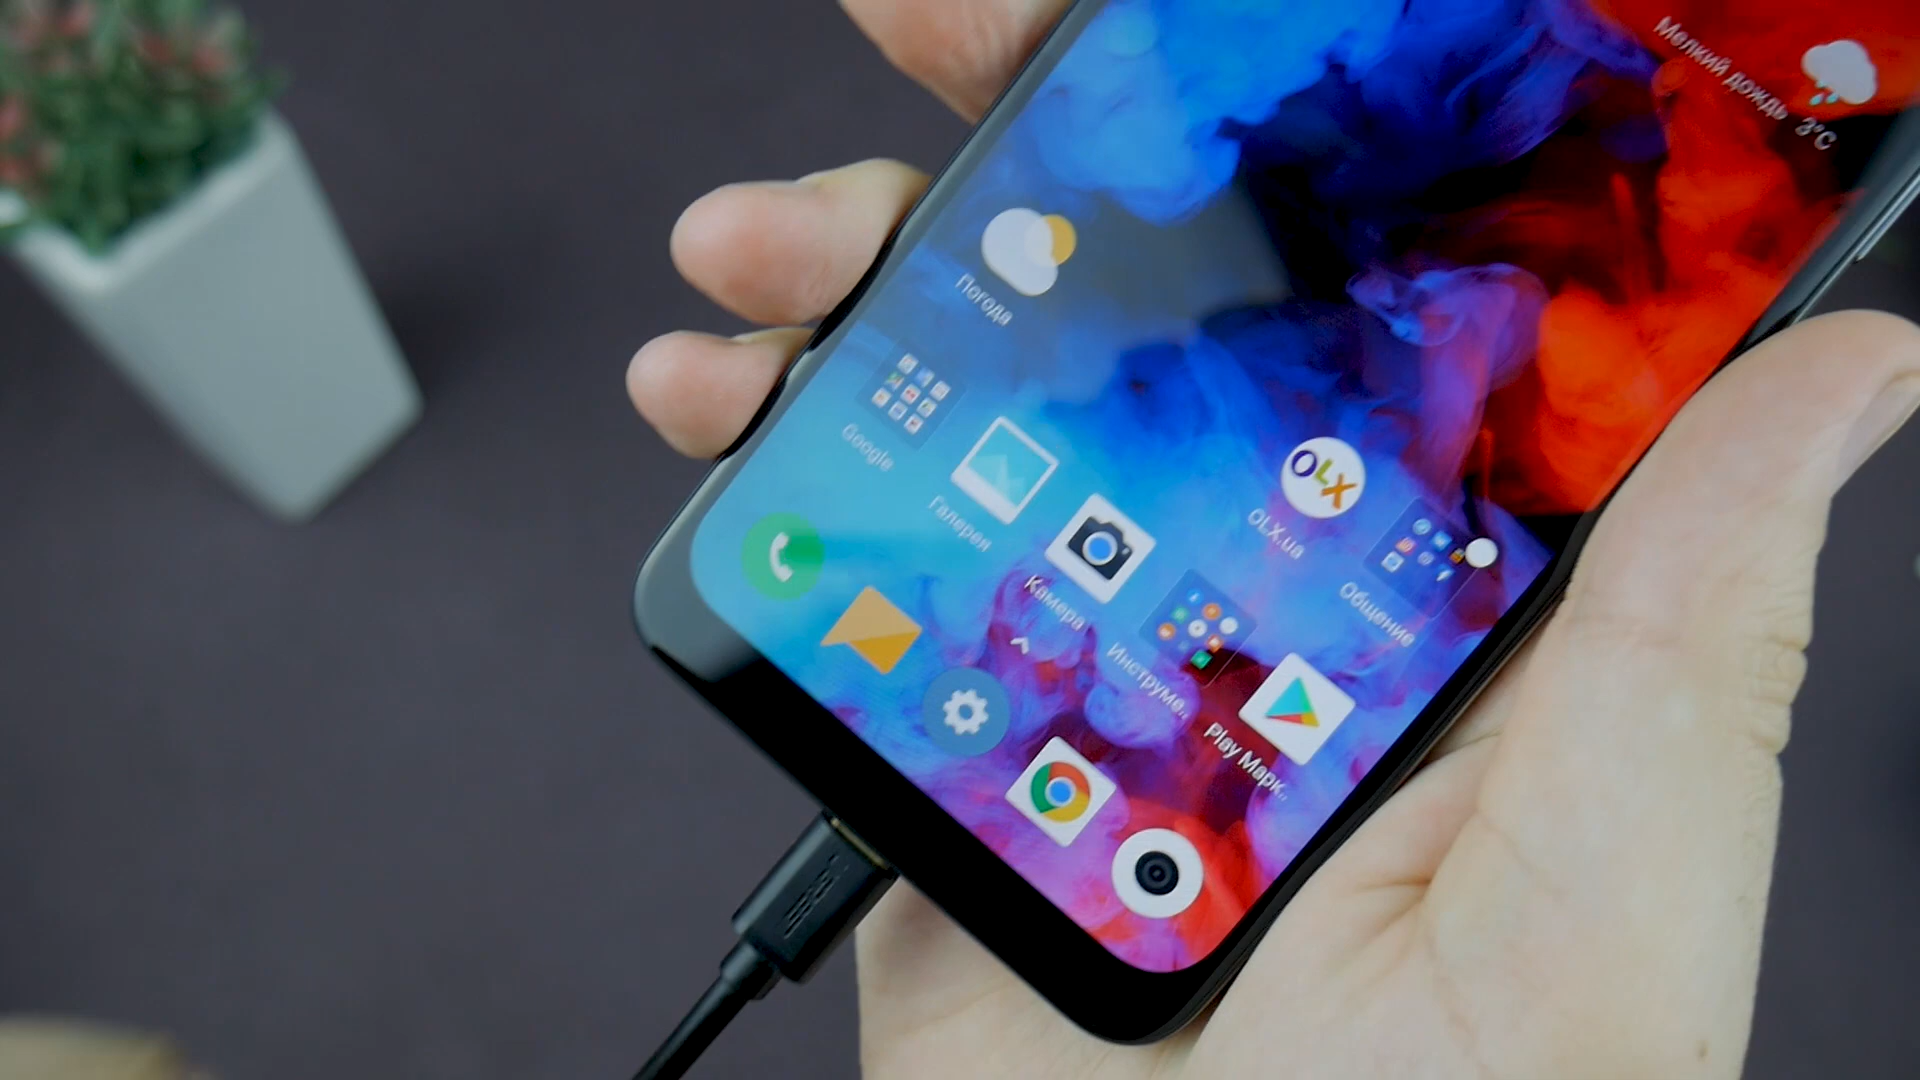 Мелкий дождь 3°C
Погода
Google
Галерея
Камера
Инструме..
OLX
OLX.ua
Общение
Play Марк..